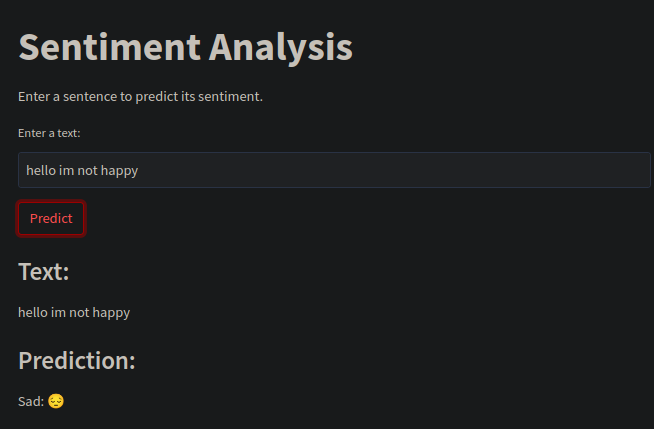 Sentiment Analysis
Enter a sentence to predict its sentiment.
Enter a text:
hello im not happy
Predict
Text:
hello im not happy
Prediction:
Sad: 😔